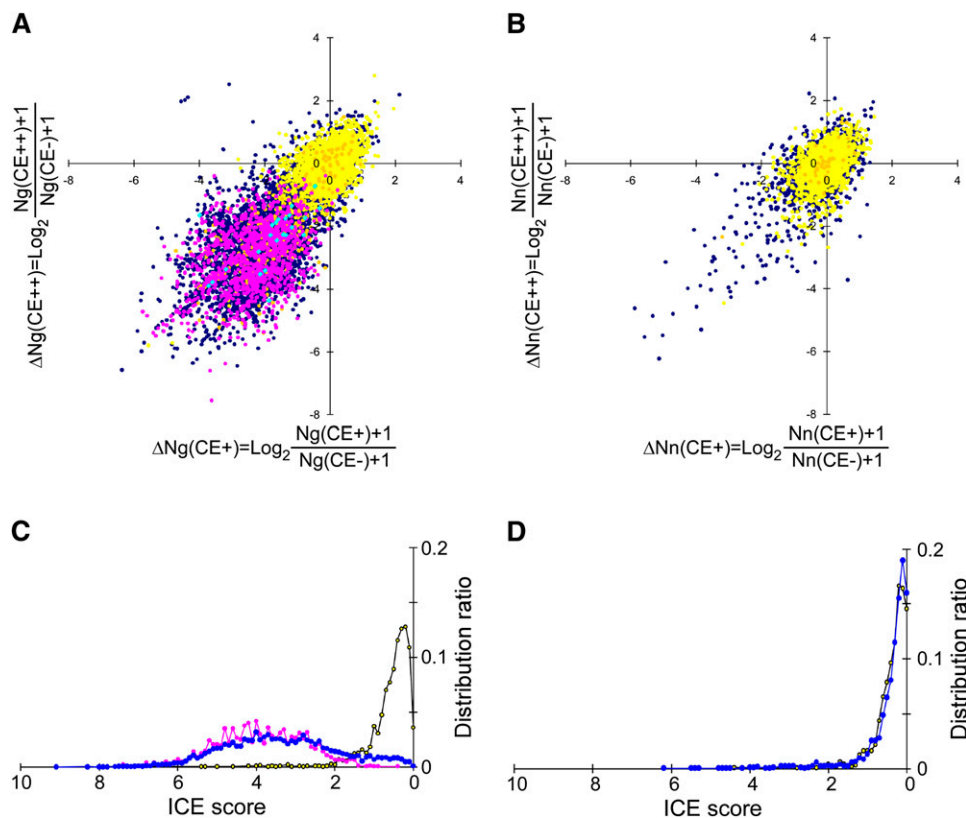 A
B
ΔNg(CE++)=Log2 Ng(CE++)+1
Ng(CE-)+1
4
2
0
-2
-4
-6
-8
-8
-6
-4
-2
0
2
4
ΔNg(CE+)=Log2 Ng(CE+)+1
Ng(CE-)+1
ΔNn(CE++)=Log2 Nn(CE++)+1
Nn(CE-)+1
4
2
0
-2
-4
-6
-8
-8
-6
-4
-2
0
2
4
ΔNn(CE+)=Log2 Nn(CE+)+1
Nn(CE-)+1
C
D
0.2
0.1
0
Distribution ratio
10 8 6 4 2 0
ICE score
0.2
0.1
0
Distribution ratio
10 8 6 4 2 0
ICE score